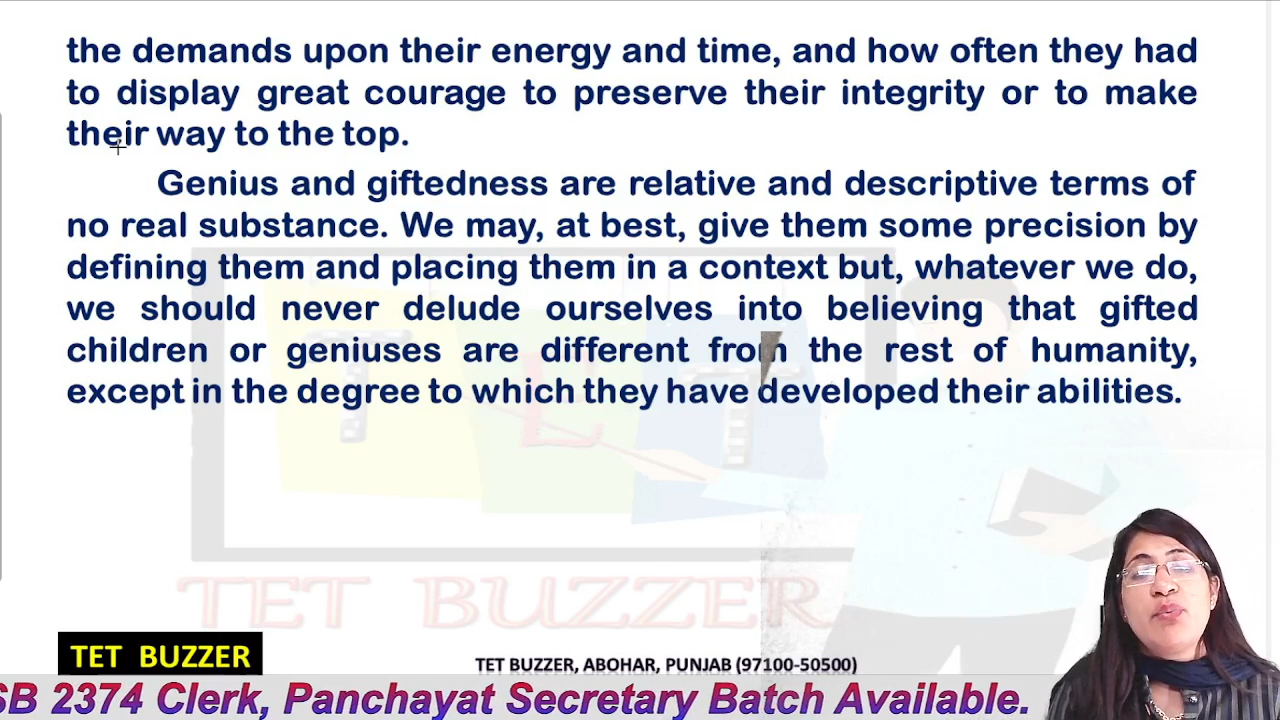 the demands upon their energy and time, and how often they had
to display great courage to preserve their integrity or to make
their way to the top.
Genius and giftedness are relative and descriptive terms of
no real substance. We may, at best, give them some precision by
defining them and placing them in a context but, whatever we do,
we should never delude ourselves into believing that gifted
children or geniuses are different from the rest of humanity,
except in the degree to which they have developed their abilities.
T E T
TET BUZZER
TET BUZZER
TET BUZZER, ABOHAR, PUNJAB (97100-50500)
SB 2374 Clerk, Panchayat Secretary Batch Available.